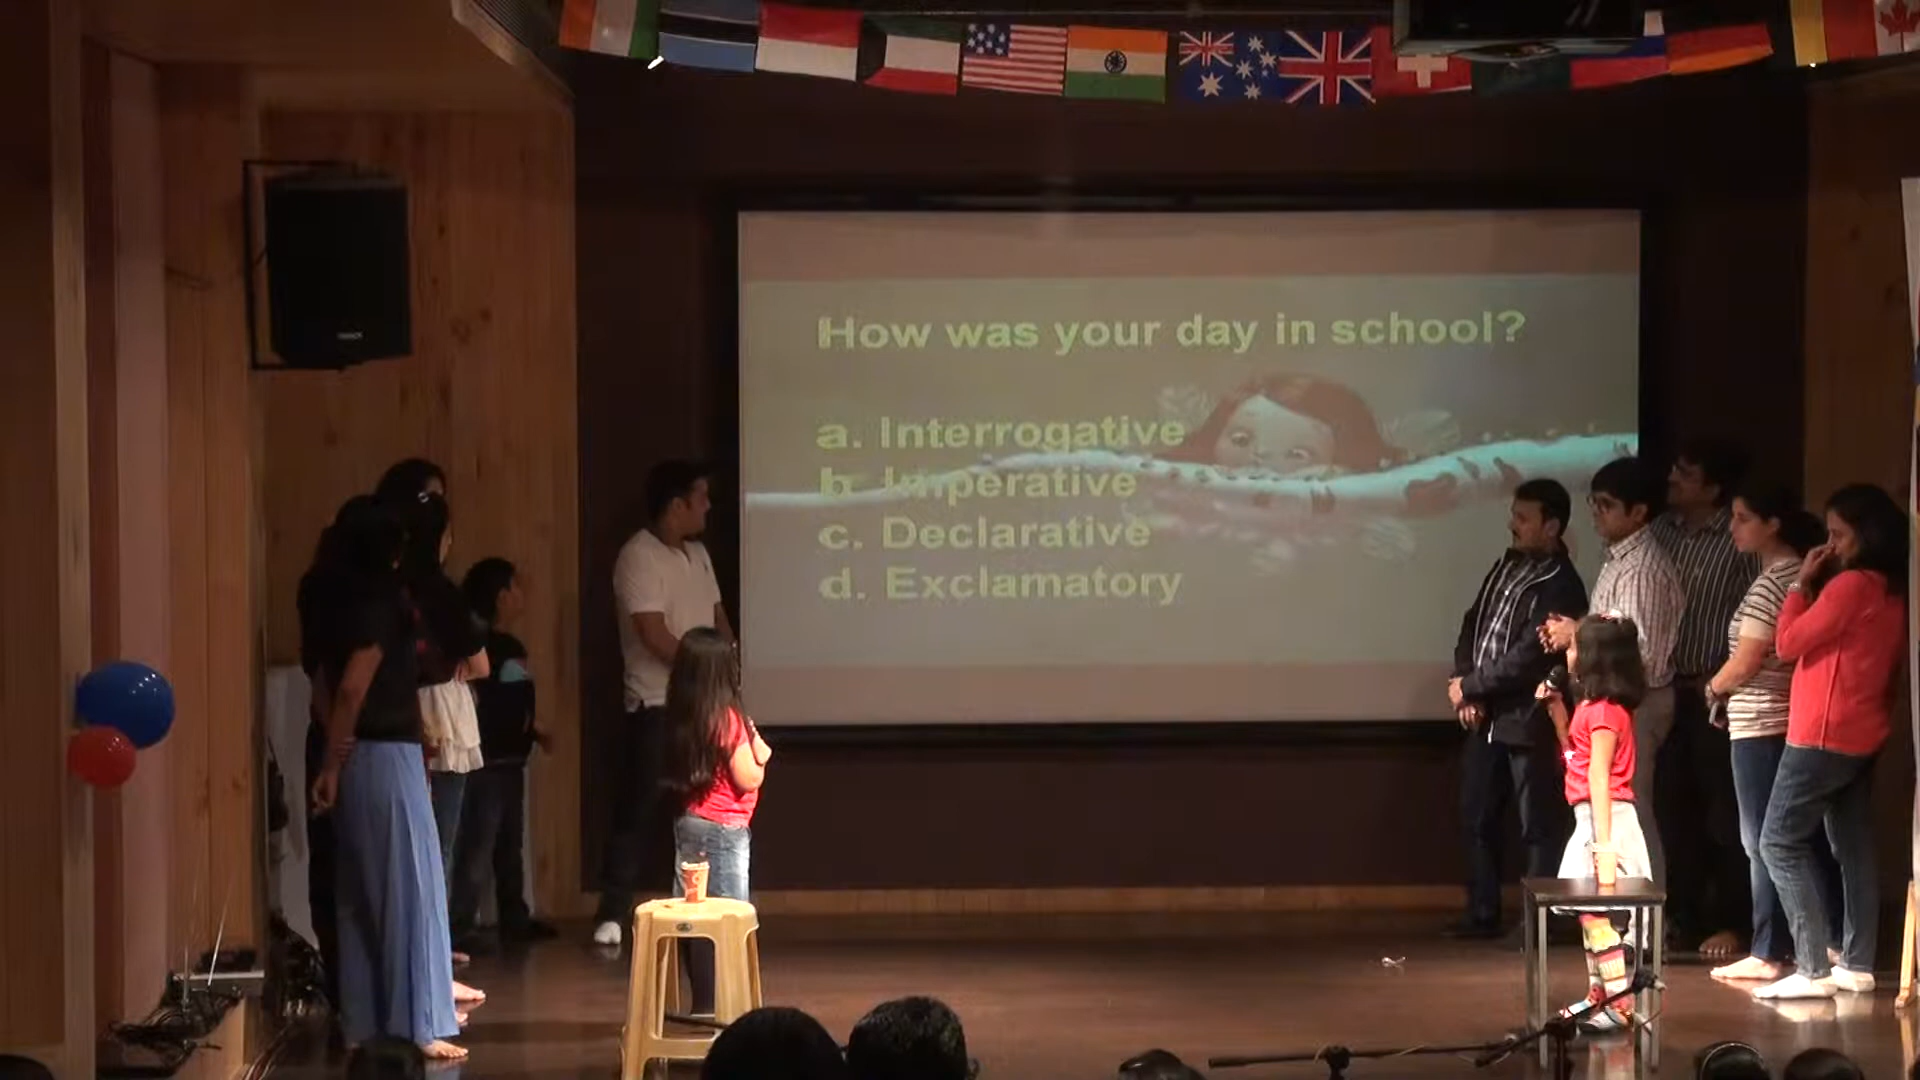 How was your day in school?
a. Interrogative
b. Imperative
c. Declarative
d. Exclamatory